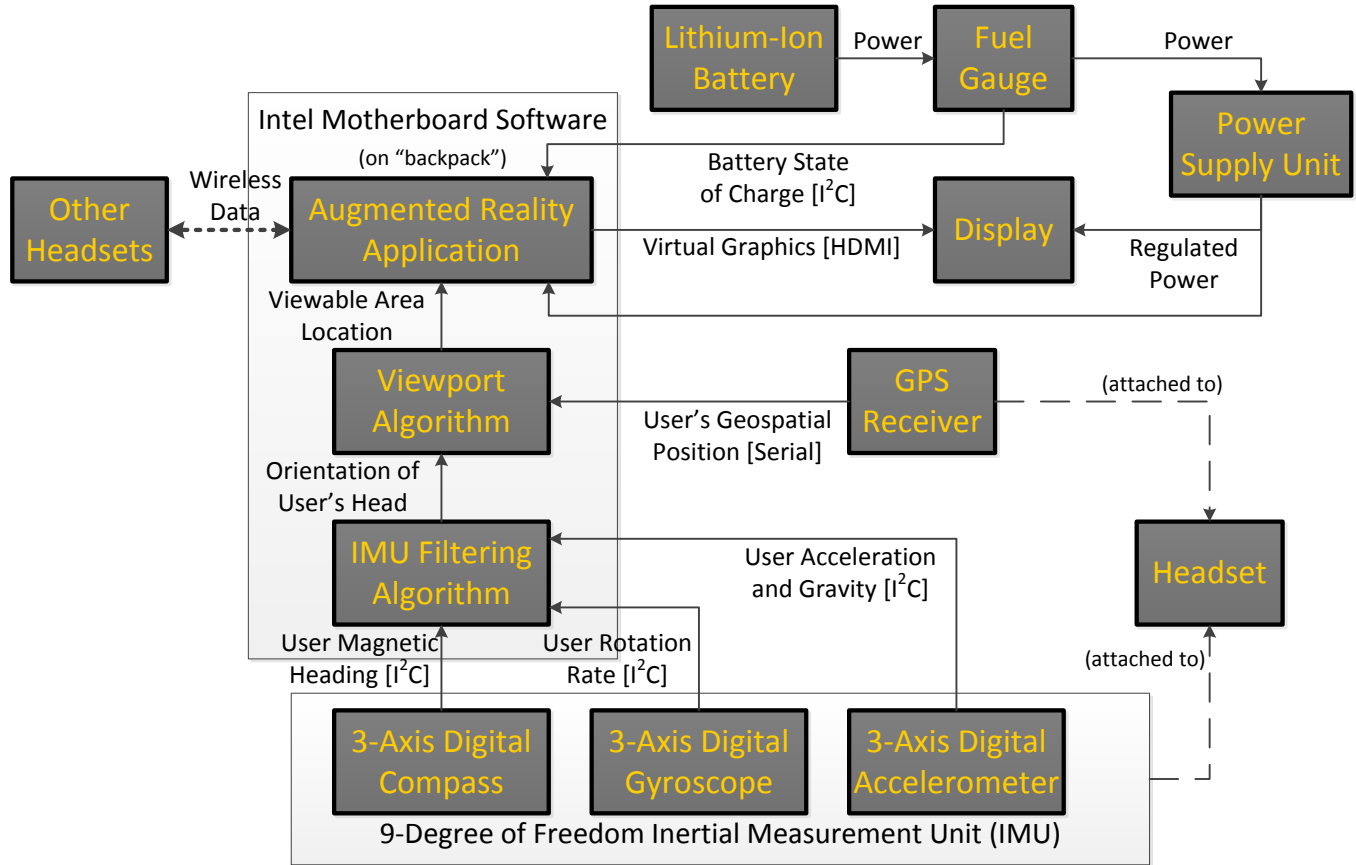 Lithium-Ion
Battery
Power
Fuel
Gauge
Power
Power
Supply Unit
Intel Motherboard Software
(on “backpack”)
Battery State
of Charge [I²C]
Other
Headsets
Wireless
Data
Augmented Reality
Application
Virtual Graphics [HDMI]
Display
Regulated
Power
Viewable Area
Location
Viewport
Algorithm
User’s Geospatial
Position [Serial]
GPS
Receiver
(attached to)
Orientation of
User’s Head
IMU Filtering
Algorithm
User Acceleration
and Gravity [I²C]
Headset
User Magnetic
Heading [I²C]
User Rotation
Rate [I²C]
(attached to)
3-Axis Digital
Compass
3-Axis Digital
Gyroscope
3-Axis Digital
Accelerometer
9-Degree of Freedom Inertial Measurement Unit (IMU)